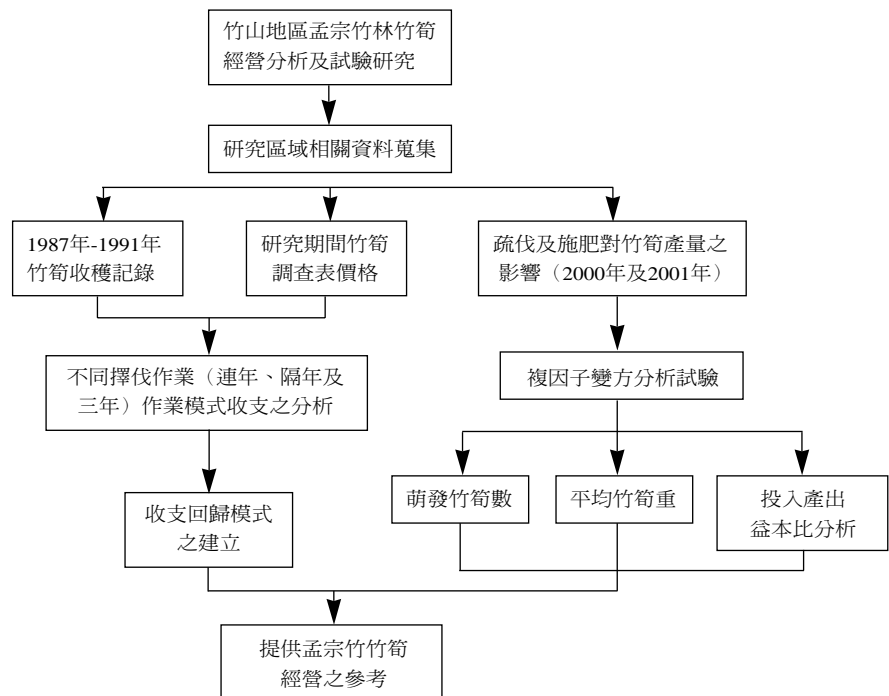 竹山地區孟宗竹林竹筍
經營分析及試驗研究
研究區域相關資料蒐集
1987年-1991年
竹筍收穫記錄
研究期間竹筍
調查表價格
疏伐及施肥對竹筍產量之
影響（2000年及2001年）
不同擇伐作業（連年、隔年及
三年）作業模式收支之分析
複因子變方分析試驗
萌發竹筍數
平均竹筍重
投入產出
益本比分析
收支回歸模式
之建立
提供孟宗竹竹筍
經營之參考